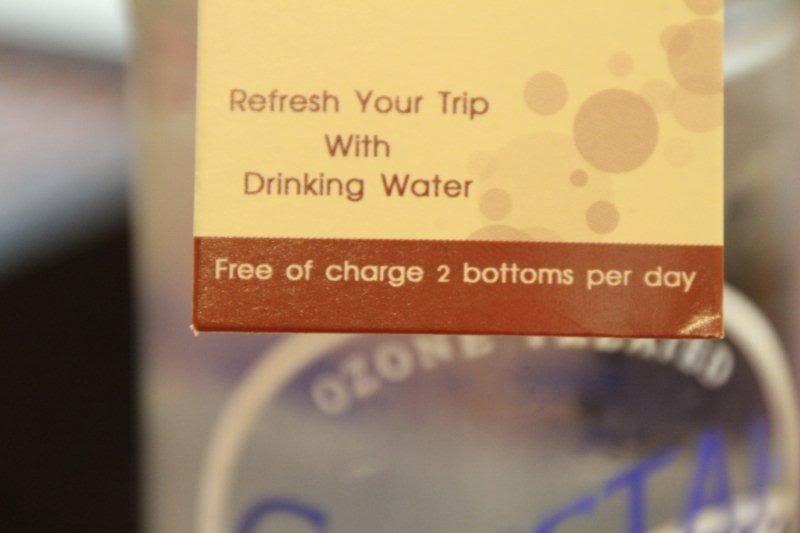 Refresh Your Trip
With
Drinking Water
Free of charge 2 bottoms per day
OZONE